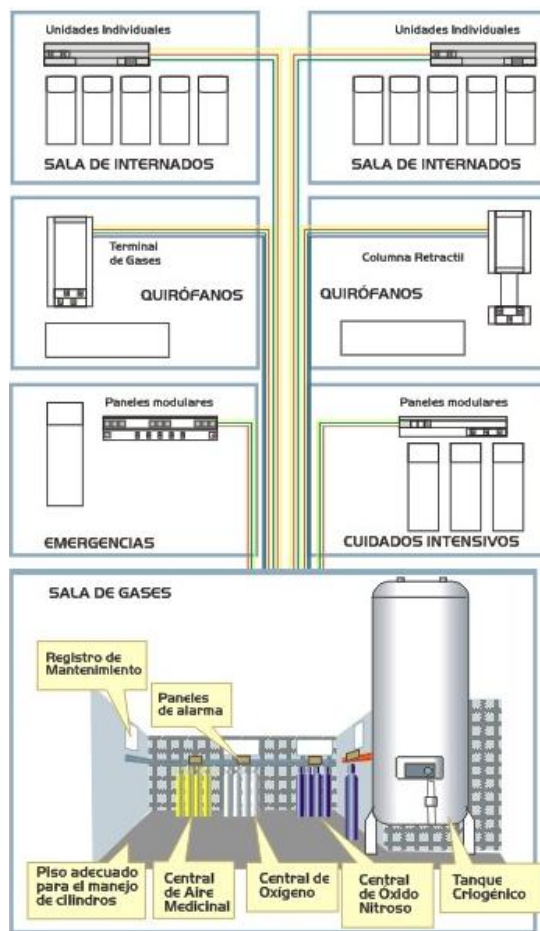 Unidades Individuales
SALA DE INTERNADOS
Unidades Individuales
SALA DE INTERNADOS
Terminal
de Gases
QUIRÓFANOS
Columna Retractil
QUIRÓFANOS
Paneles modulares
EMERGENCIAS
Paneles modulares
CUIDADOS INTENSIVOS
SALA DE GASES
Registro de
Mantenimiento
Paneles
de alarma
Piso adecuado
para el manejo
de cilindros
Central
de Aire
Medicinal
Central de
Oxígeno
Central
de Óxido
Nitroso
Tanque
Criogénico